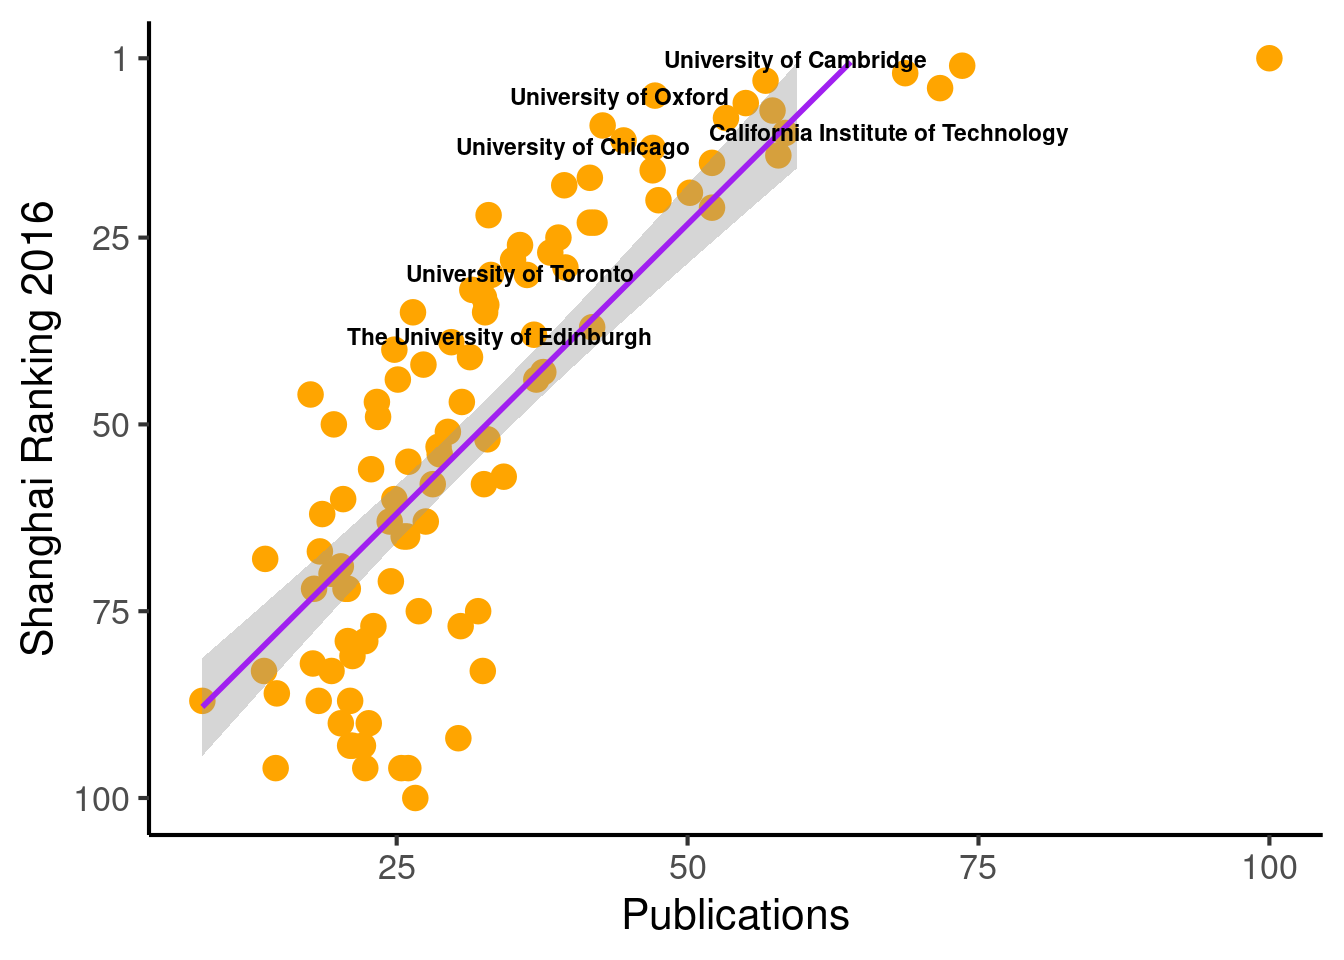 1
University of Cambridge
University of Oxford
California Institute of Technology
University of Chicago
25
University of Toronto
The University of Edinburgh
50
75
100
Shanghai Ranking 2016
25 50 75 100
Publications